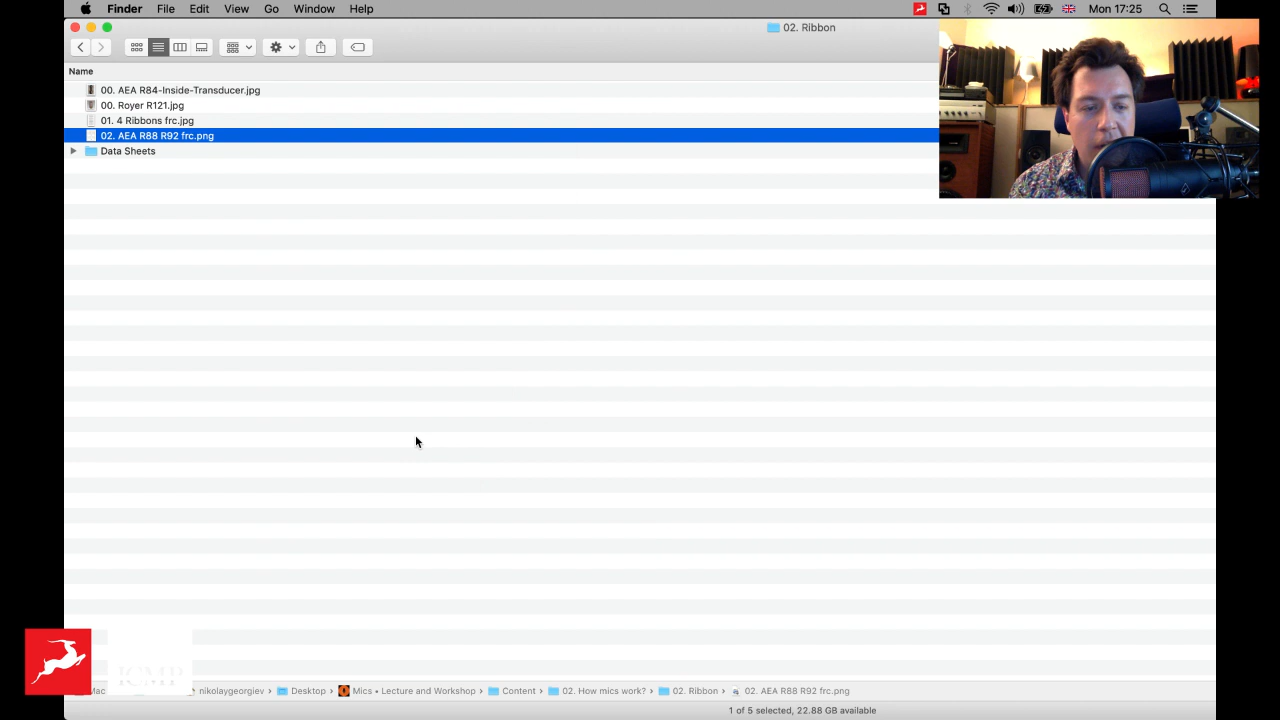 Finder File Edit View Go Window Help Mon 17:25
02. Ribbon
Name
00. AEA R84-Inside-Transducer.jpg
00. Royer R121.jpg
01. 4 Ribbons frc.jpg
02. AEA R88 R92 frc.png
Data Sheets
nikolaygeorgiev › Desktop › Mics • Lecture and Workshop › Content › 02. How mics work? › 02. Ribbon › 02. AEA R88 R92 frc.png
1 of 5 selected, 22.88 GB available